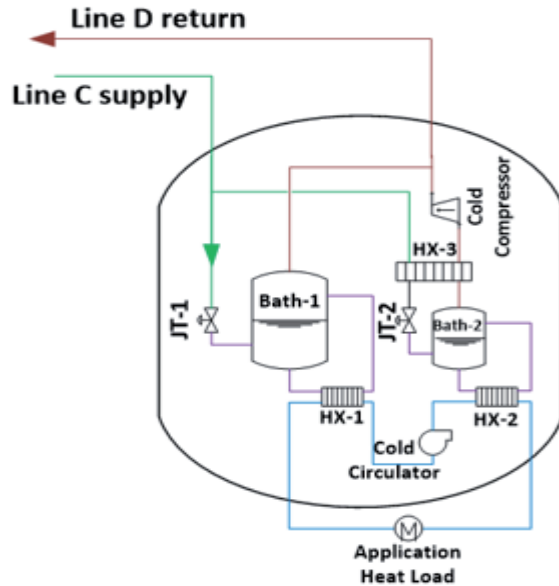 Line D return
Line C supply
Cold
Compressor
HX-3
JT-1
Bath-1
JT-2
Bath-2
HX-1
HX-2
Cold
Circulator
M
Application
Heat Load